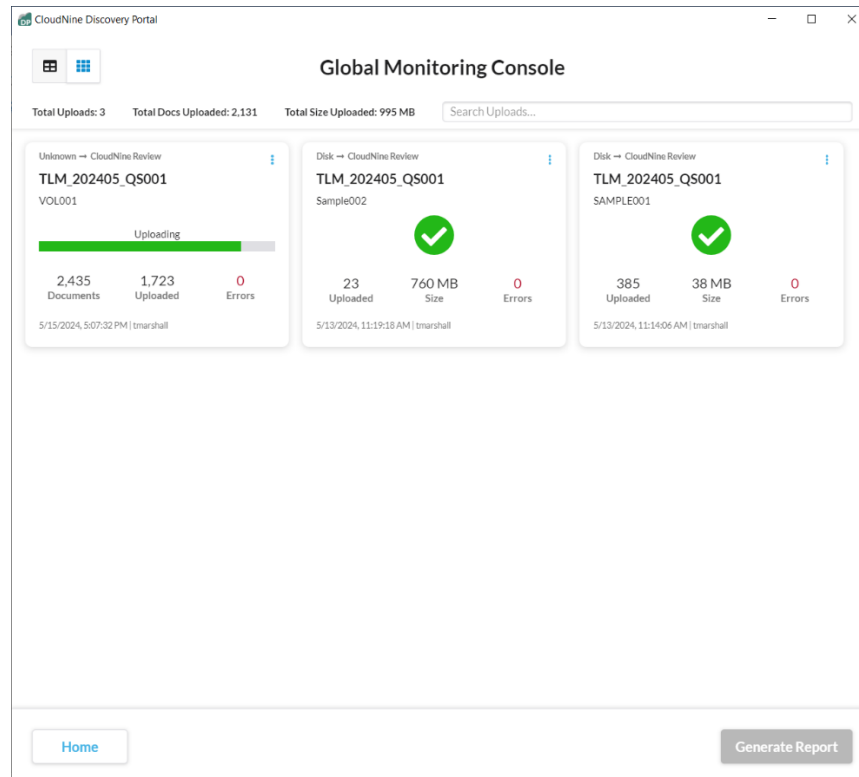 DP CloudNine Discovery Portal
Global Monitoring Console
Total Uploads: 3 Total Docs Uploaded: 2,131 Total Size Uploaded: 995 MB Search Uploads...
Unknown → CloudNine Review
TLM_202405_QS001
VOL001
Uploading
2,435 1,723 0
Documents Uploaded Errors
5/15/2024, 5:07:32 PM | tmarshall
Disk → CloudNine Review
TLM_202405_QS001
Sample002
23 760 MB 0
Uploaded Size Errors
5/13/2024, 11:19:18 AM | tmarshall
Disk → CloudNine Review
TLM_202405_QS001
SAMPLE001
385 38 MB 0
Uploaded Size Errors
5/13/2024, 11:14:06 AM | tmarshall
Home Generate Report